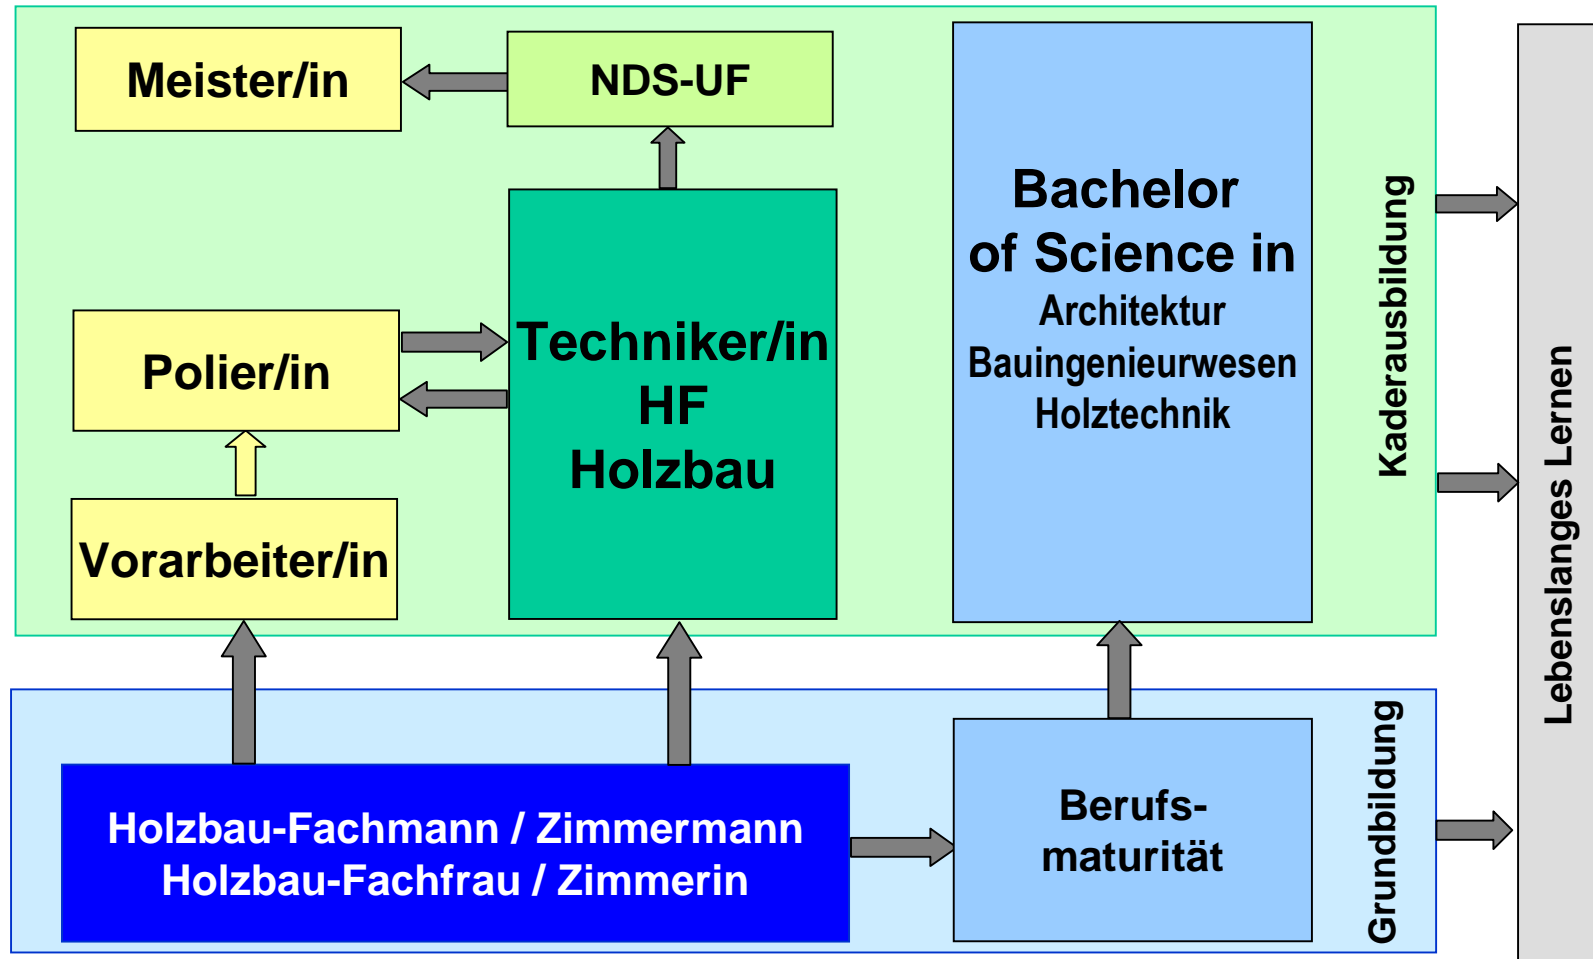 Meister/in
NDS-UF
Bachelor
of Science in
Architektur
Bauingenieurwesen
Holztechnik
Techniker/in
HF
Holzbau
Polier/in
Vorarbeiter/in
Kaderausbildung
Lebenslanges Lernen
Holzbau-Fachmann / Zimmermann
Holzbau-Fachfrau / Zimmerin
Berufs-
maturität
Grundbildung